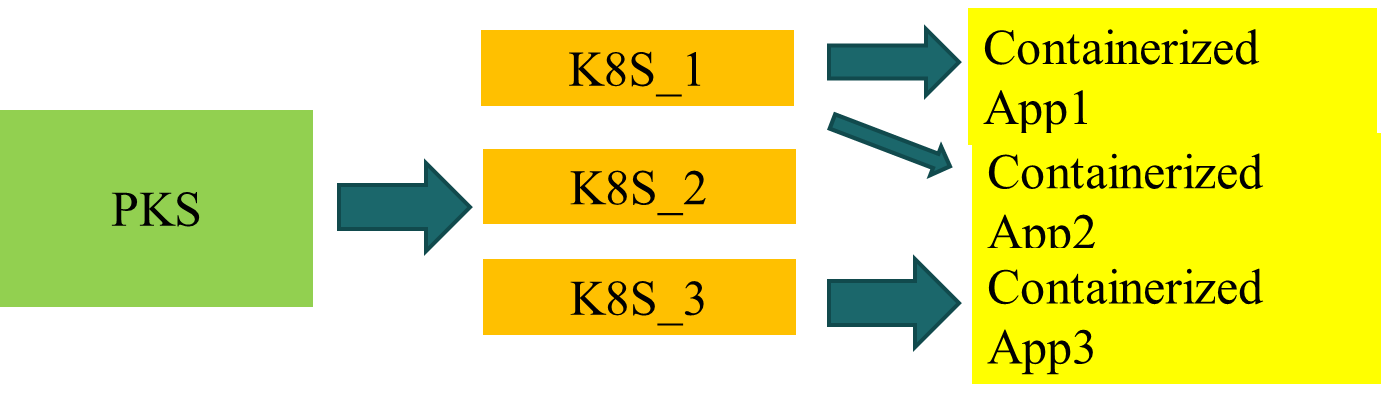 PKS
K8S_1
K8S_2
K8S_3
Containerized
App1
Containerized
App2
Containerized
App3